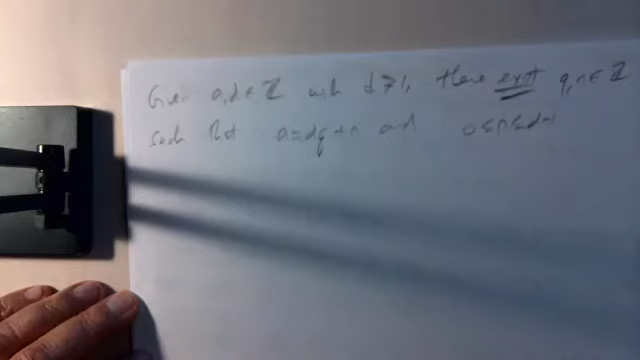 Given a, d ∈ ℤ with d ≥ 1, there exist q, r ∈ ℤ
such that a = dq + r and 0 ≤ r ≤ d-1